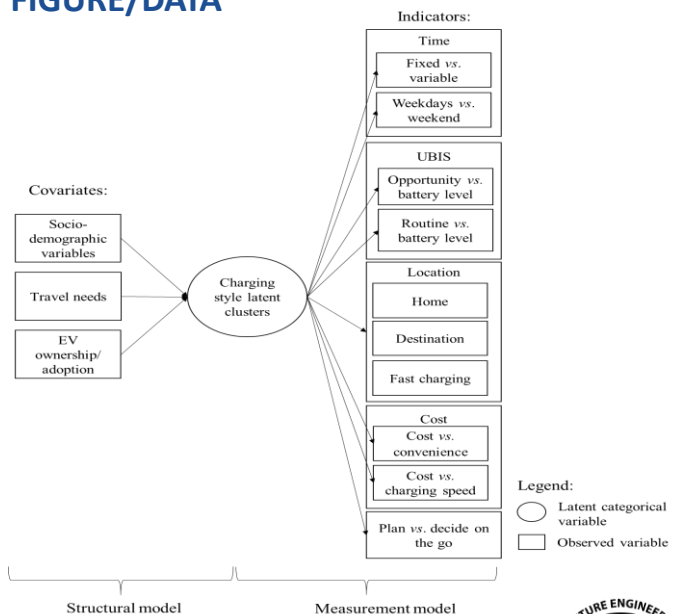 FIGURE/DATA
Indicators:
Time
Fixed vs.
variable
Weekdays vs.
weekend
UBIS
Opportunity vs.
battery level
Routine vs.
battery level
Covariates:
Socio-
demographic
variables
Travel needs
EV
ownership/
adoption
Charging
style latent
clusters
Location
Home
Destination
Fast charging
Cost
Cost vs.
convenience
Cost vs.
charging speed
Plan vs. decide on
the go
Legend:
Latent categorical
variable
Observed variable
Structural model
Measurement model